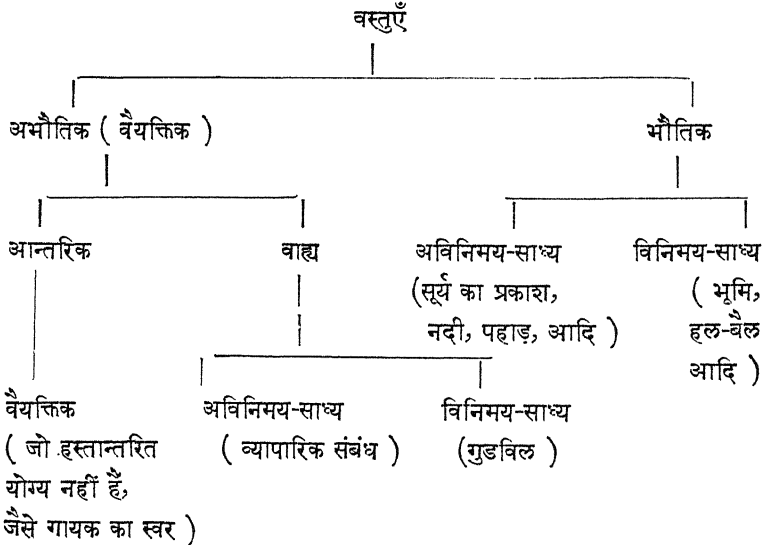 वस्तुएँ
अभौतिक ( वैयक्तिक ) भौतिक
आन्तरिक वाह्य अविनिमय-साध्य विनिमय-साध्य
(सूर्य का प्रकाश, ( भूमि,
नदी, पहाड़, आदि ) हल-बैल
आदि )
वैयक्तिक अविनिमय-साध्य विनिमय-साध्य
( जो हस्तान्तरित ( व्यापारिक संबंध ) (गुडविल )
योग्य नहीं हैं,
जैसे गायक का स्वर )